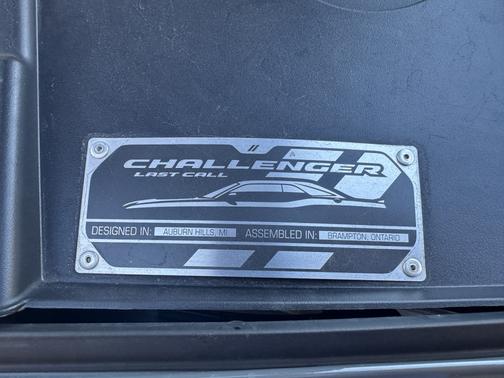 CHALLENGER
LAST CALL
DESIGNED IN: AUBURN HILLS, MI ASSEMBLED IN: BRAMPTON, ONTARIO